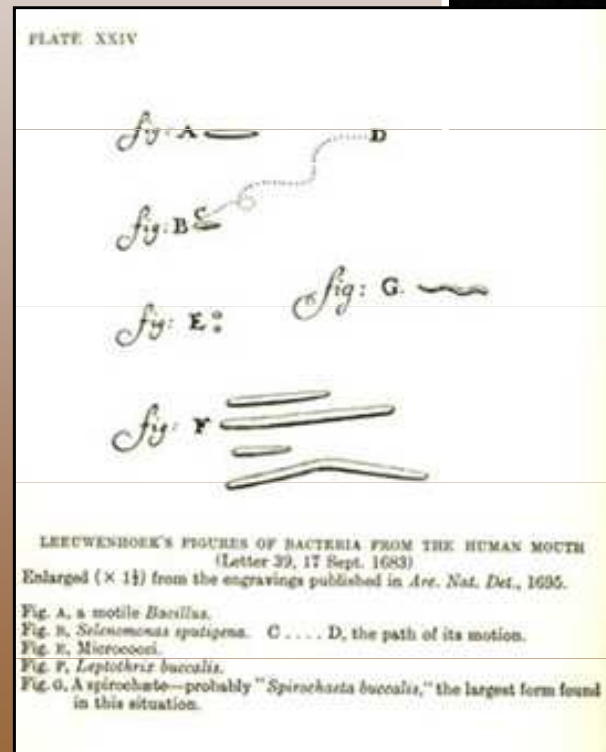 PLATE XXIV
fig: A
D
C
fig: B
fig: G.
fig: E
fig: F
LEEUWENHOEK'S FIGURES OF BACTERIA FROM THE HUMAN MOUTH
(Letter 39, 17 Sept. 1683)
Enlarged (× 1½) from the engravings published in Arc. Nat. Det., 1695.
Fig. A, a motile Bacillus.
Fig. B, Selenomonas sputigena. C .... D, the path of its motion.
Fig. E, Micrococci.
Fig. F, Leptothrix buccalis.
Fig. G, A spirochæte—probably "Spirochaeta buccalis," the largest form found
in this situation.